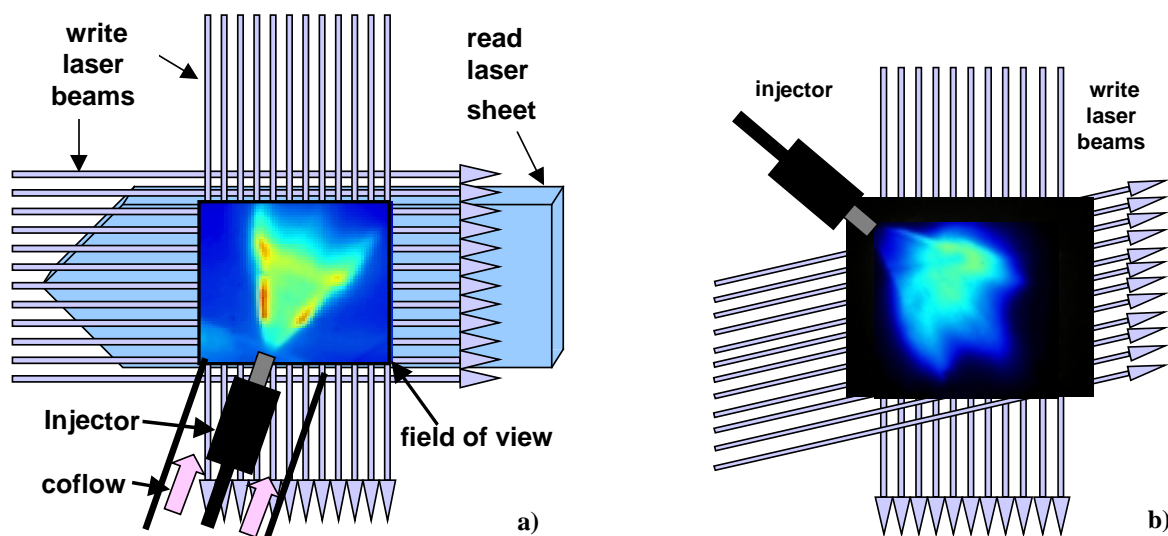 write
laser
beams
read
laser
sheet
Injector
coflow
field of view
a)
injector
write
laser
beams
b)